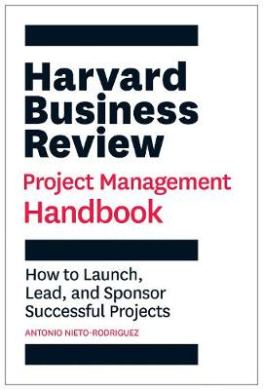 Harvard
Business
Review
Project Management
Handbook
How to Launch,
Lead, and Sponsor
Successful Projects
ANTONIO NIETO-RODRIGUEZ